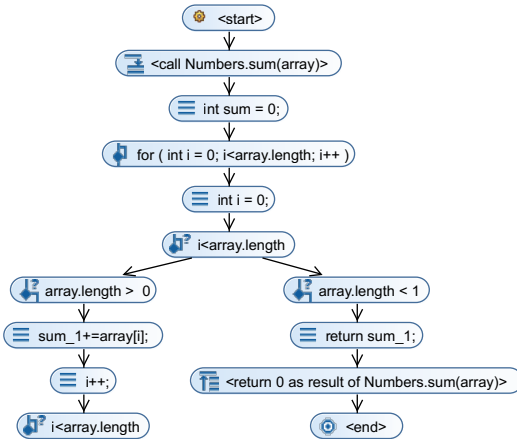 <start>
<call Numbers.sum(array)>
int sum = 0;
for ( int i = 0; i<array.length; i++ )
int i = 0;
i<array.length
array.length > 0
array.length < 1
sum_1+=array[i];
return sum_1;
i++;
<return 0 as result of Numbers.sum(array)>
i<array.length
<end>